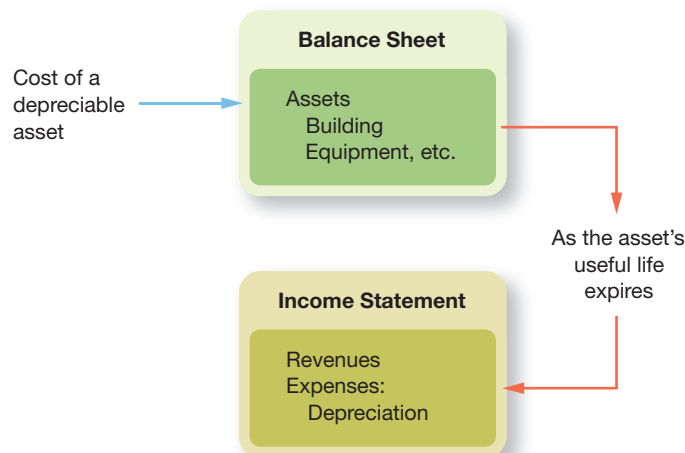 Balance Sheet
Cost of a
depreciable
asset
Assets
Building
Equipment, etc.
As the asset’s
useful life
expires
Income Statement
Revenues
Expenses:
Depreciation